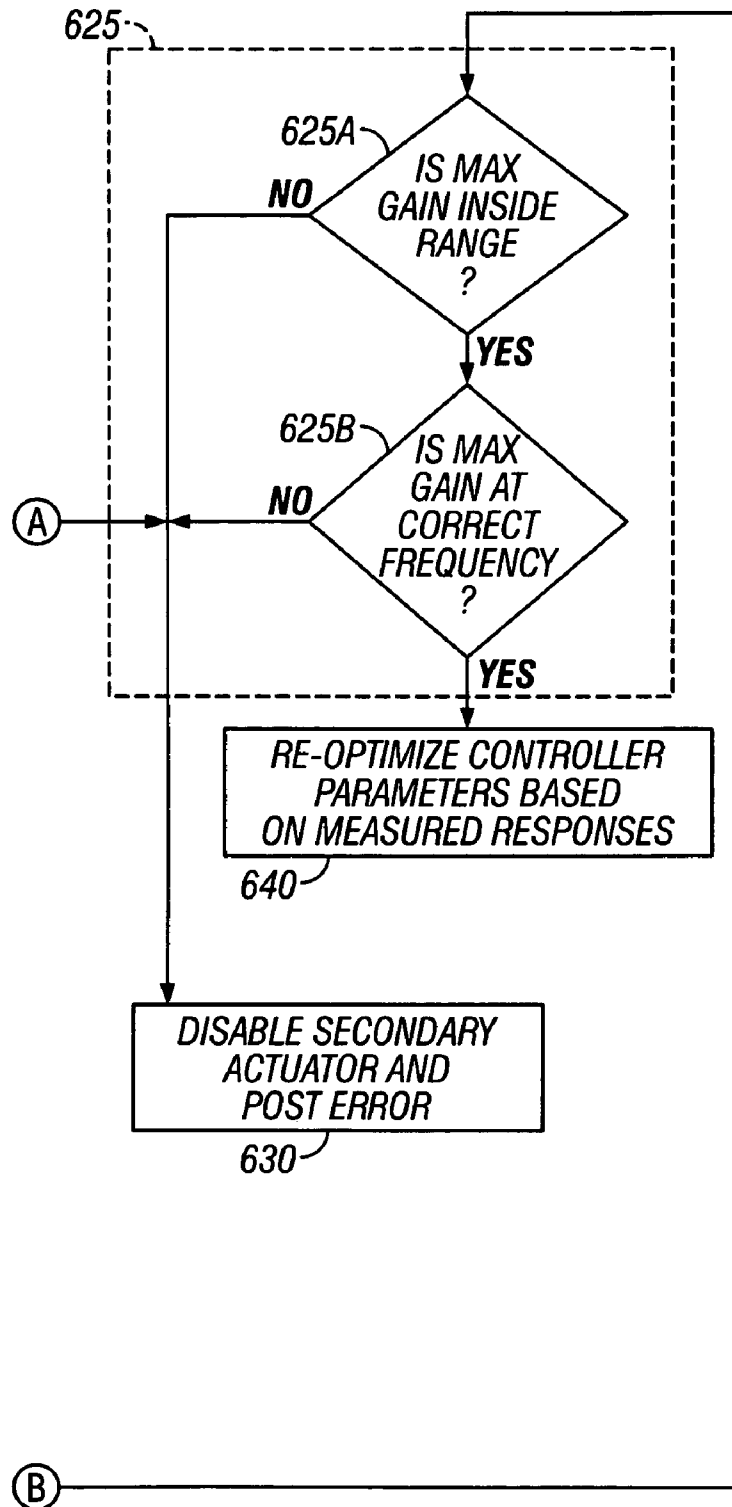 625
625A
IS MAX
GAIN INSIDE
RANGE
?
NO
YES
625B
IS MAX
GAIN AT
CORRECT
FREQUENCY
?
NO
A
YES
RE-OPTIMIZE CONTROLLER
PARAMETERS BASED
ON MEASURED RESPONSES
640
DISABLE SECONDARY
ACTUATOR AND
POST ERROR
630
B